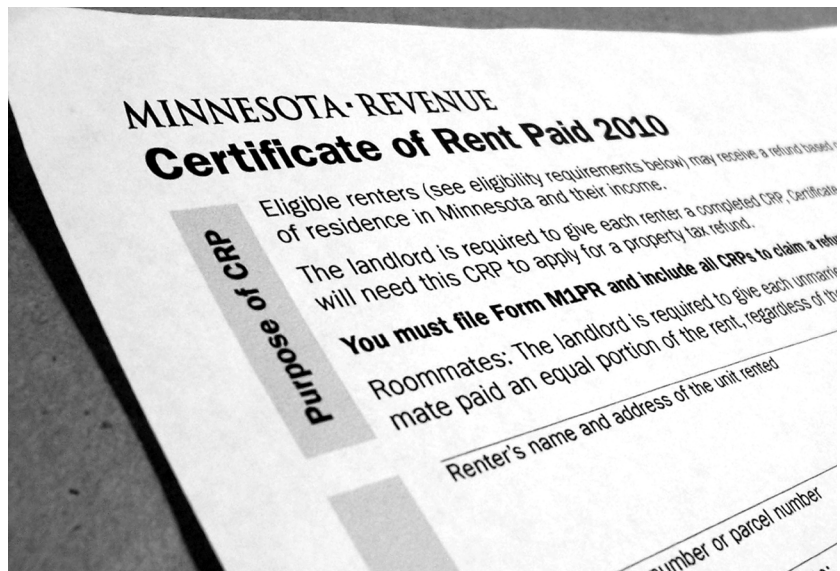 MINNESOTA·REVENUE
Certificate of Rent Paid 2010
Purpose of CRP
Eligible renters (see eligibility requirements below) may receive a refund based
of residence in Minnesota and their income.
The landlord is required to give each renter a completed CRP, Certificate
will need this CRP to apply for a property tax refund.
You must file Form M1PR and include all CRPs to claim a
Roommates: The landlord is required to give each
mate paid an equal portion of the rent, regardless of
Renter's name and address of the unit rented
or parcel number